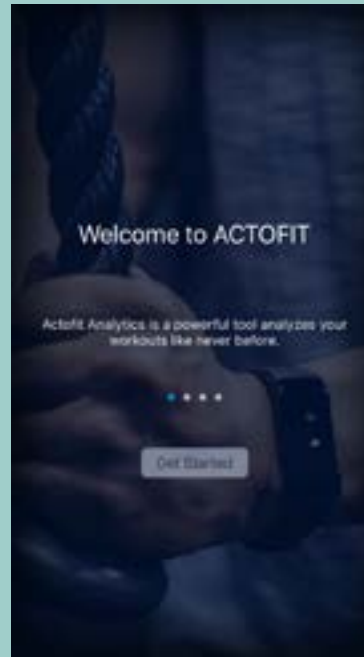 Welcome to ACTOFIT
Actofit Analytics is a powerful tool analyzes your
workouts like never before.
Get Started